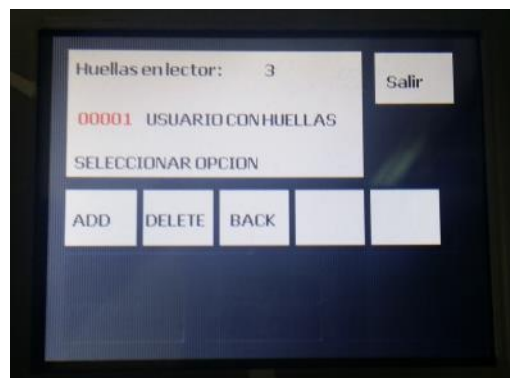 Huellas en lector: 3
Salir
00001 USUARIO CON HUELLAS
SELECCIONAR OPCION
ADD DELETE BACK